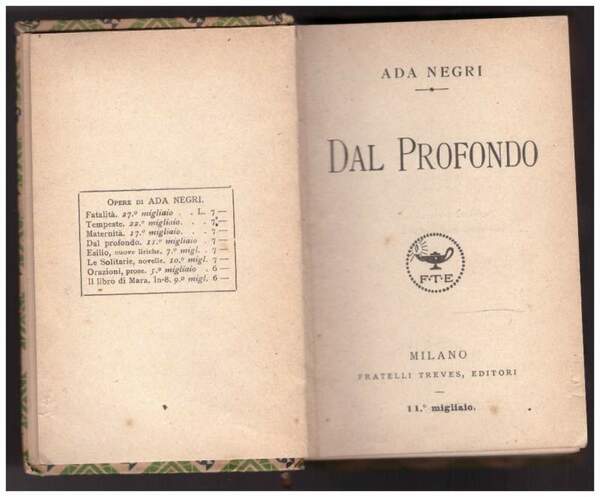 OPERE DI ADA NEGRI.
Fatalità. 27.º migliaio . . L. 7 —
Tempeste. 22.º migliaio. . . . 7 —
Maternità. 17.º migliaio. . . . 7 —
Dal profondo. 11.º migliaio . . 7 —
Esilio, nuove liriche. 7.º migl. . 7 —
Le Solitarie, novelle. 10.º migl. 7 —
Orazioni, prose. 5.º migliaio . 6 —
Il libro di Mara. In-8. 9.º migl. 6 —
ADA NEGRI
DAL PROFONDO
F·T·E
MILANO
FRATELLI TREVES, EDITORI
11.º migliaio.